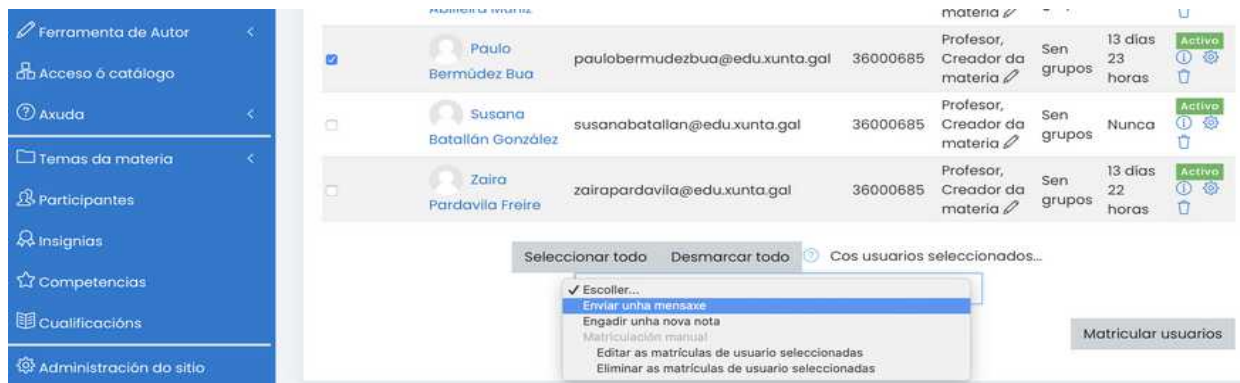 Ferramenta de Autor
Acceso ó catálogo
Axuda
Temas da materia
Participantes
Insignias
Competencias
Cualificacións
Administración do sitio
materia
Paulo
Bermúdez Bua
paulobermudezbua@edu.xunta.gal
36000685
Profesor,
Creador da
materia
Sen
grupos
13 días
23
horas
Activo
Susana
Batallán González
susanabatallan@edu.xunta.gal
36000685
Profesor,
Creador da
materia
Sen
grupos
Nunca
Activo
Zaira
Pardavila Freire
zairapardavila@edu.xunta.gal
36000685
Profesor,
Creador da
materia
Sen
grupos
13 días
22
horas
Activo
Seleccionar todo
Desmarcar todo
Cos usuarios seleccionados...
Escoller...
Enviar unha mensaxe
Engadir unha nova nota
Matriculación manual
Editar as matrículas de usuario seleccionadas
Eliminar as matrículas de usuario seleccionadas
Matricular usuarios